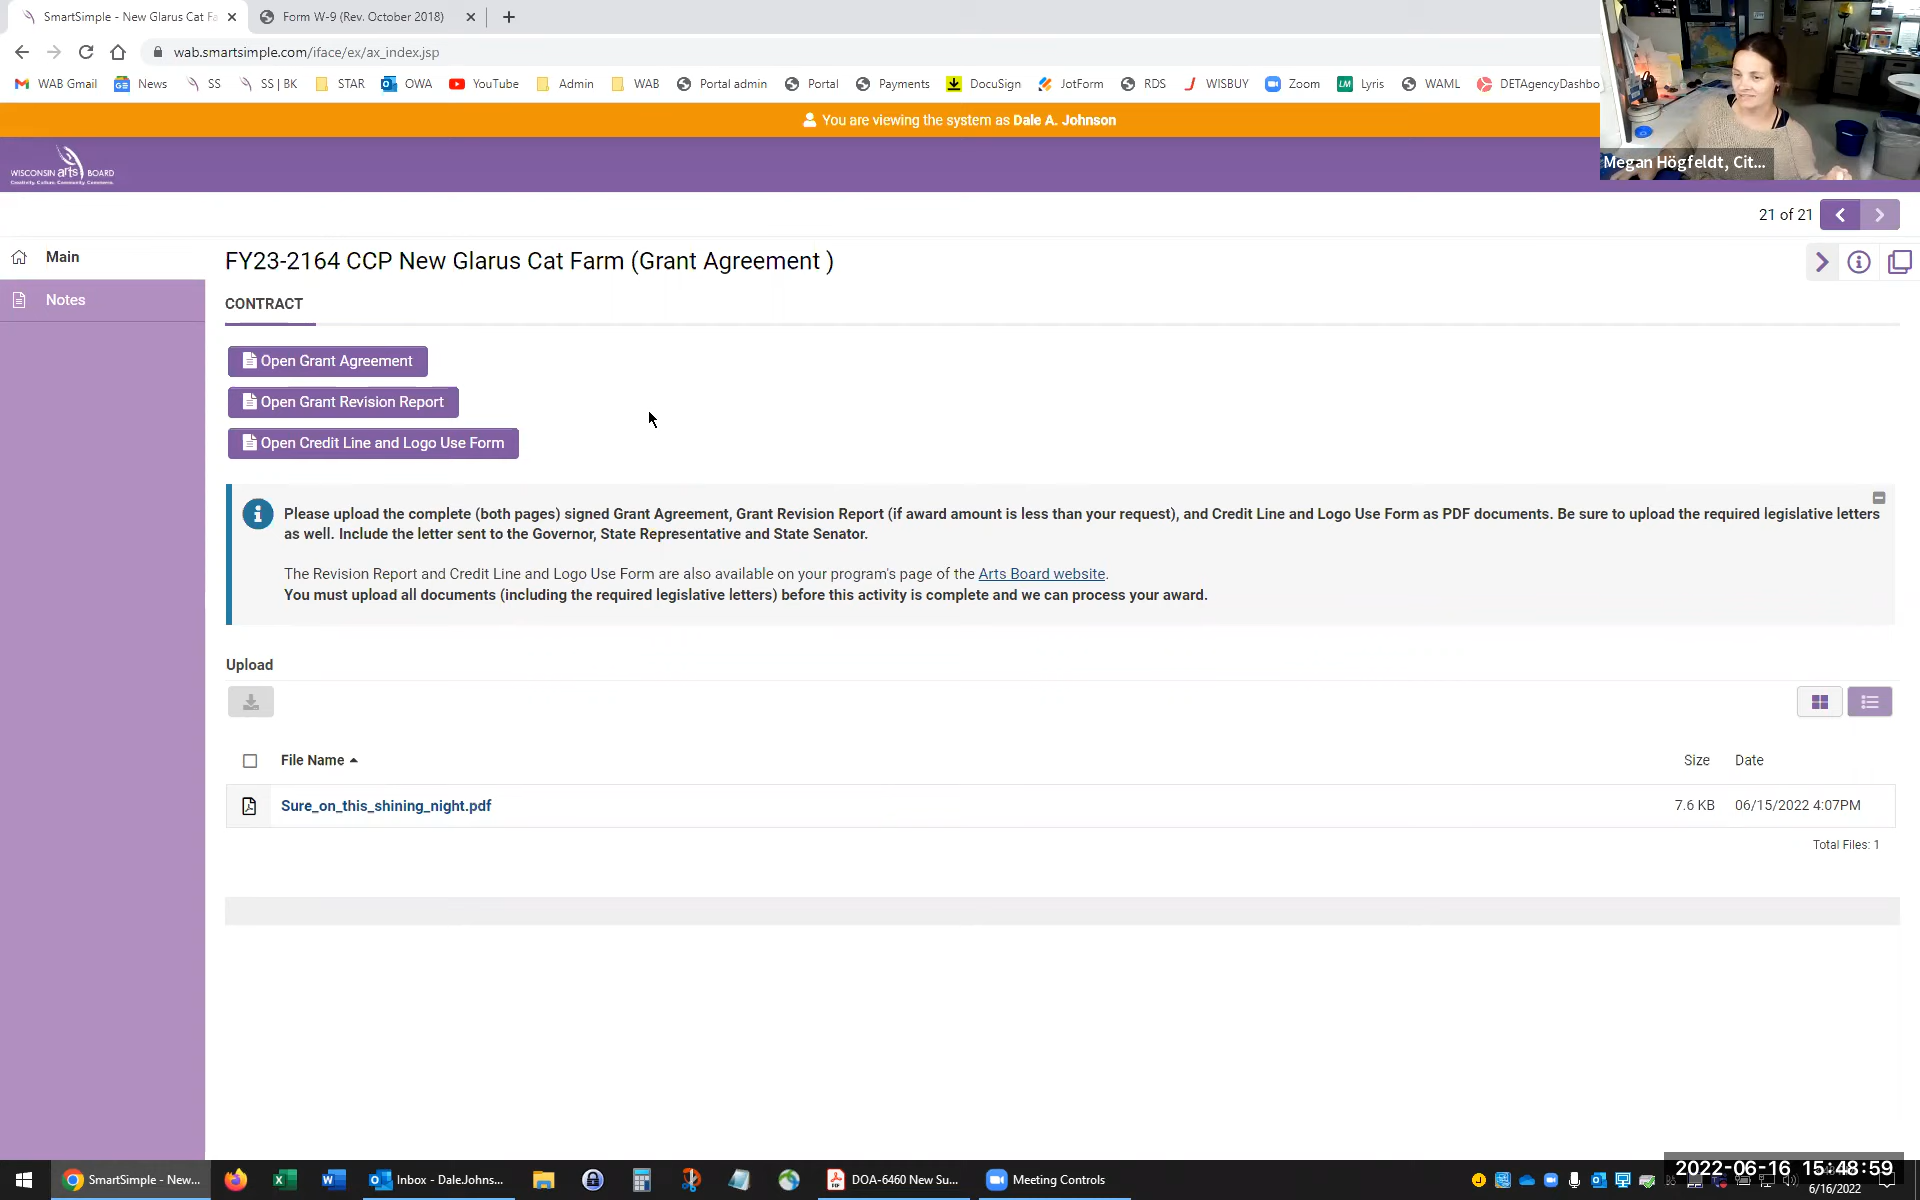 SmartSimple - New Glarus Cat Fa
Form W-9 (Rev. October 2018)
wab.smartsimple.com/iface/ex/ax_index.jsp
WAB Gmail
News
SS
SS | BK
STAR
OWA
YouTube
Admin
WAB
Portal admin
Portal
Payments
DocuSign
JotForm
RDS
WISBUY
Zoom
Lyris
WAML
DETAgencyDashbo
You are viewing the system as Dale A. Johnson
WISCONSIN arts BOARD
Creativity. Culture. Community. Commerce.
Megan Högfeldt, Cit...
21 of 21
Main
Notes
FY23-2164 CCP New Glarus Cat Farm (Grant Agreement )
CONTRACT
Open Grant Agreement
Open Grant Revision Report
Open Credit Line and Logo Use Form
Please upload the complete (both pages) signed Grant Agreement, Grant Revision Report (if award amount is less than your request), and Credit Line and Logo Use Form as PDF documents. Be sure to upload the required legislative letters
as well. Include the letter sent to the Governor, State Representative and State Senator.
The Revision Report and Credit Line and Logo Use Form are also available on your program's page of the Arts Board website.
You must upload all documents (including the required legislative letters) before this activity is complete and we can process your award.
Upload
File Name
Size
Date
Sure_on_this_shining_night.pdf
7.6 KB
06/15/2022 4:07PM
Total Files: 1
SmartSimple - New...
Inbox - DaleJohns...
DOA-6460 New Su...
Meeting Controls
2022-06-16 15:48:59
6/16/2022